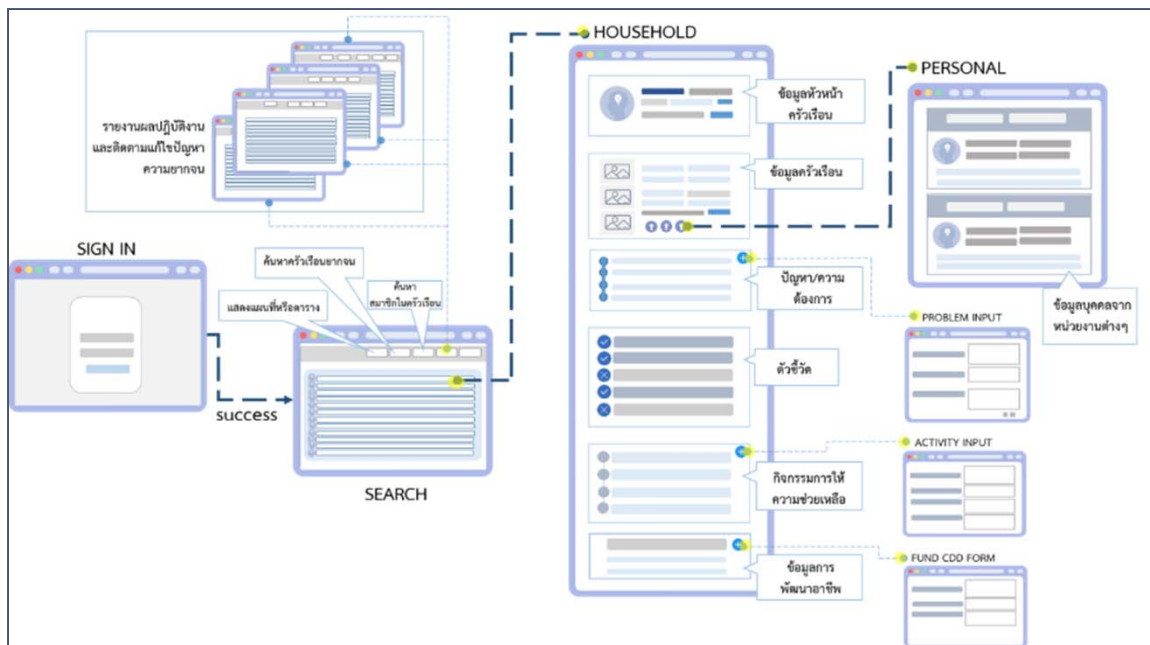 รายงานผลปฏิบัติงาน
และติดตามแก้ไขปัญหา
ความยากจน
SIGN IN
success
ค้นหาครัวเรือนยากจน
แสดงแผนที่หรือตาราง
ค้นหา
สมาชิกในครัวเรือน
SEARCH
HOUSEHOLD
ข้อมูลหัวหน้า
ครัวเรือน
ข้อมูลครัวเรือน
ปัญหา/ความ
ต้องการ
ตัวชี้วัด
กิจกรรมการให้
ความช่วยเหลือ
ข้อมูลการ
พัฒนาอาชีพ
PERSONAL
ข้อมูลบุคคลจาก
หน่วยงานต่างๆ
PROBLEM INPUT
ACTIVITY INPUT
FUND CDD FORM